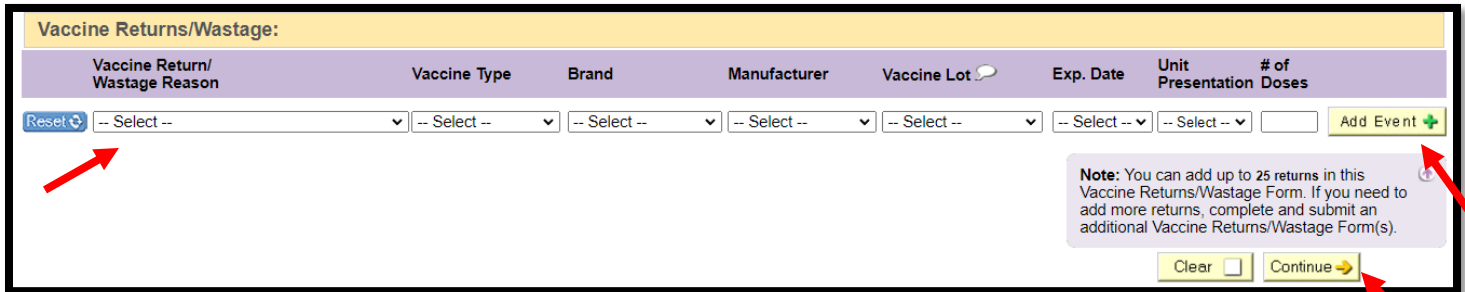 Vaccine Returns/Wastage:
Vaccine Return/
Wastage Reason
Vaccine Type
Brand
Manufacturer
Vaccine Lot
Exp. Date
Unit
Presentation
# of
Doses
Reset
-- Select --
-- Select --
-- Select --
-- Select --
-- Select --
-- Select --
-- Select --
Add Event
Note: You can add up to 25 returns in this
Vaccine Returns/Wastage Form. If you need to
add more returns, complete and submit an
additional Vaccine Returns/Wastage Form(s).
Clear
Continue